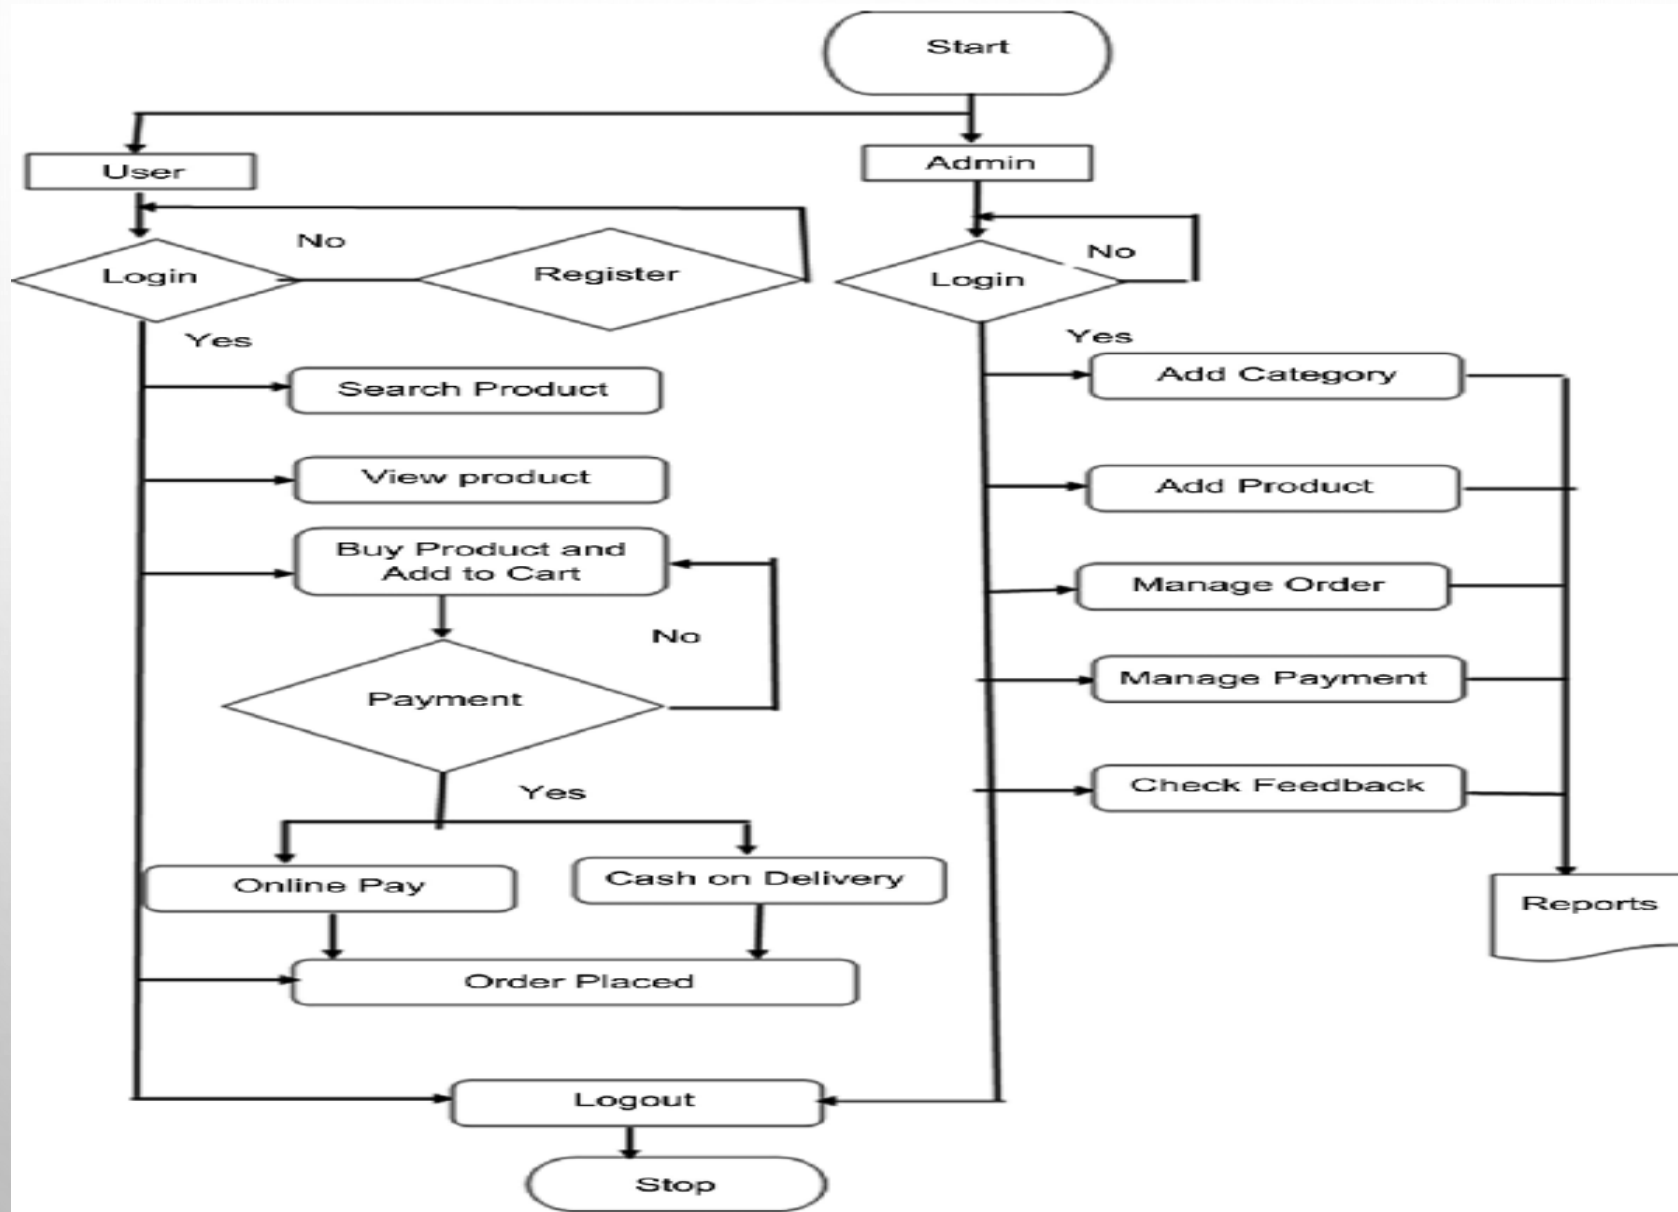 Start
User
Admin
No
Login
Register
No
Login
Yes
Yes
Search Product
Add Category
View product
Add Product
Buy Product and
Add to Cart
Manage Order
No
Payment
Manage Payment
Yes
Check Feedback
Online Pay
Cash on Delivery
Reports
Order Placed
Logout
Stop